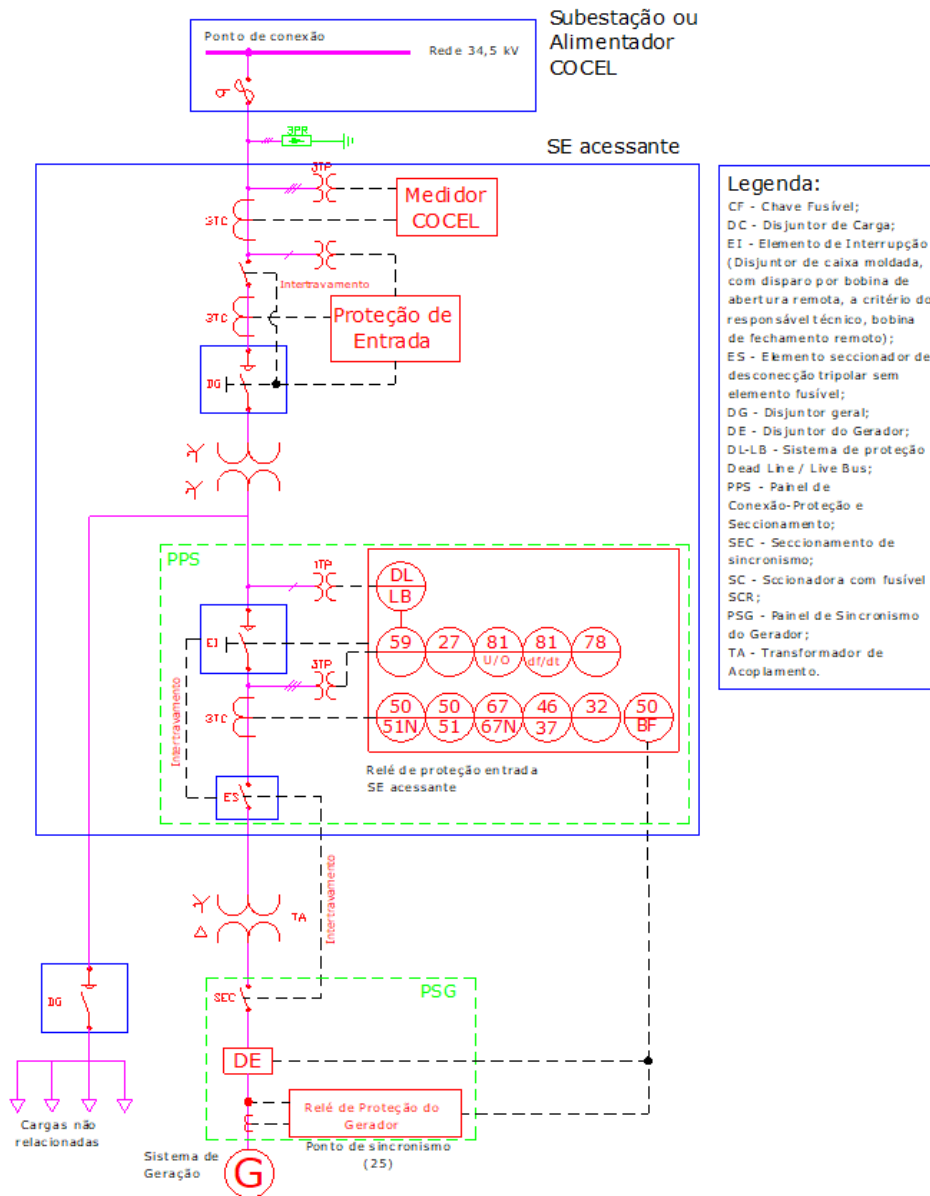 Subestação ou
Alimentador
COCEL
Ponto de conexão
Rede 34,5 kV
CF
3PR
SE acessante
3TP
Medidor
COCEL
3TC
Intertravamento
3TC
Proteção de
Entrada
DG
Legenda:
CF - Chave Fusível;
DC - Disjuntor de Carga;
EI - Elemento de Interrupção
(Disjuntor de caixa moldada,
com disparo por bobina de
abertura remota, a critério do
responsável técnico, bobina
de fechamento remoto);
ES - Elemento seccionador de
desconecção tripolar sem
elemento fusível;
DG - Disjuntor geral;
DE - Disjuntor do Gerador;
DL-LB - Sistema de proteção
Dead Line / Live Bus;
PPS - Painel de
Conexão-Proteção e
Seccionamento;
SEC - Seccionamento de
sincronismo;
SC - Sccionadora com fusível
SCR;
PSG - Painel de Sincronismo
do Gerador;
TA - Transformador de
Acoplamento.
PPS
1TP
DL
LB
EI
59
27
81
U/O
81
df/dt
78
3TP
Intertravamento
3TC
50
51N
50
51
67
67N
46
37
32
50
BF
Relé de proteção entrada
SE acessante
ES
Intertravamento
TA
PSG
SEC
DG
DE
Relé de Proteção do
Gerador
Cargas não
relacionadas
Ponto de sincronismo
(25)
Sistema de
Geração
G